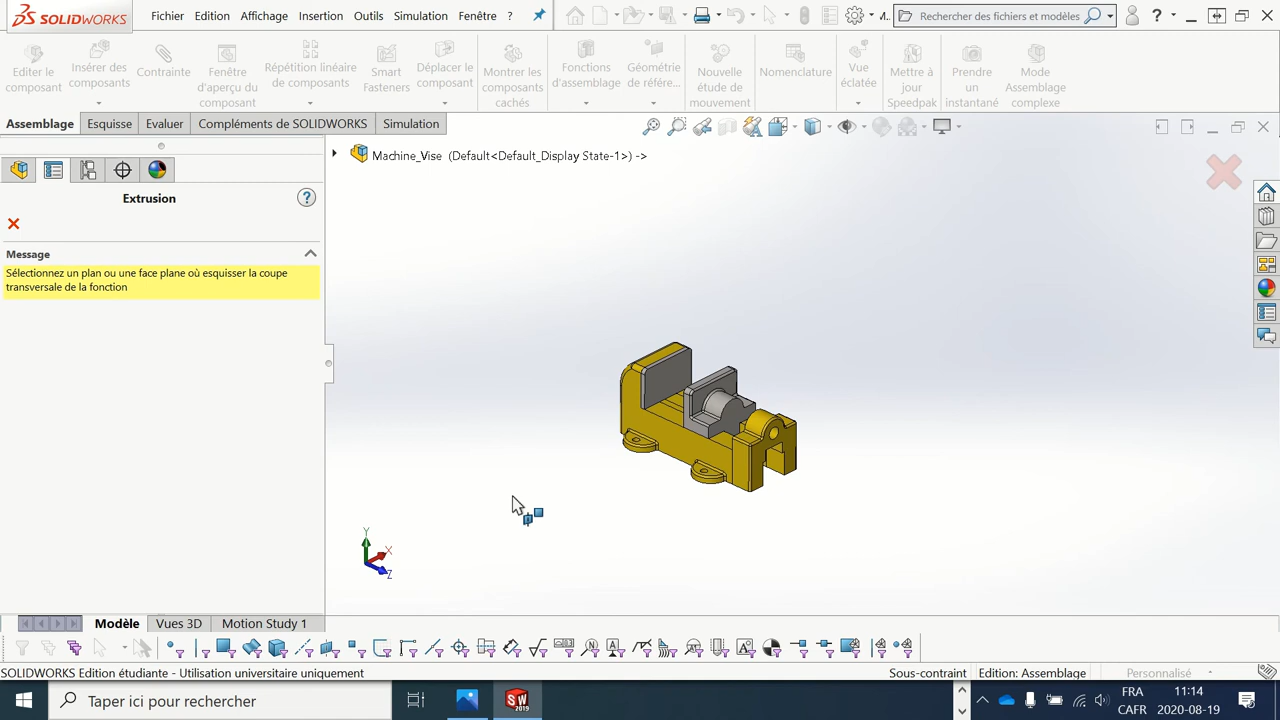 SOLIDWORKS
Fichier Edition Affichage Insertion Outils Simulation Fenêtre ?
Rechercher des fichiers et modèles
?
Editer le composant
Insérer des composants
Contrainte
Fenêtre d'aperçu du composant
Répétition linéaire de composants
Smart Fasteners
Déplacer le composant
Montrer les composants cachés
Fonctions d'assemblage
Géométrie de référe...
Nouvelle étude de mouvement
Nomenclature
Vue éclatée
Mettre à jour Speedpak
Prendre un instantané
Mode Assemblage complexe
Assemblage Esquisse Evaluer Compléments de SOLIDWORKS Simulation
Machine_Vise (Default<Default_Display State-1>) ->
Extrusion
?
Message
Sélectionnez un plan ou une face plane où esquisser la coupe
transversale de la fonction
Y
X
Z
Modèle Vues 3D Motion Study 1
SOLIDWORKS Edition étudiante - Utilisation universitaire uniquement
Sous-contraint Edition: Assemblage Personnalisé
Taper ici pour rechercher
SW
2019
FRA
CAFR
11:14
2020-08-19